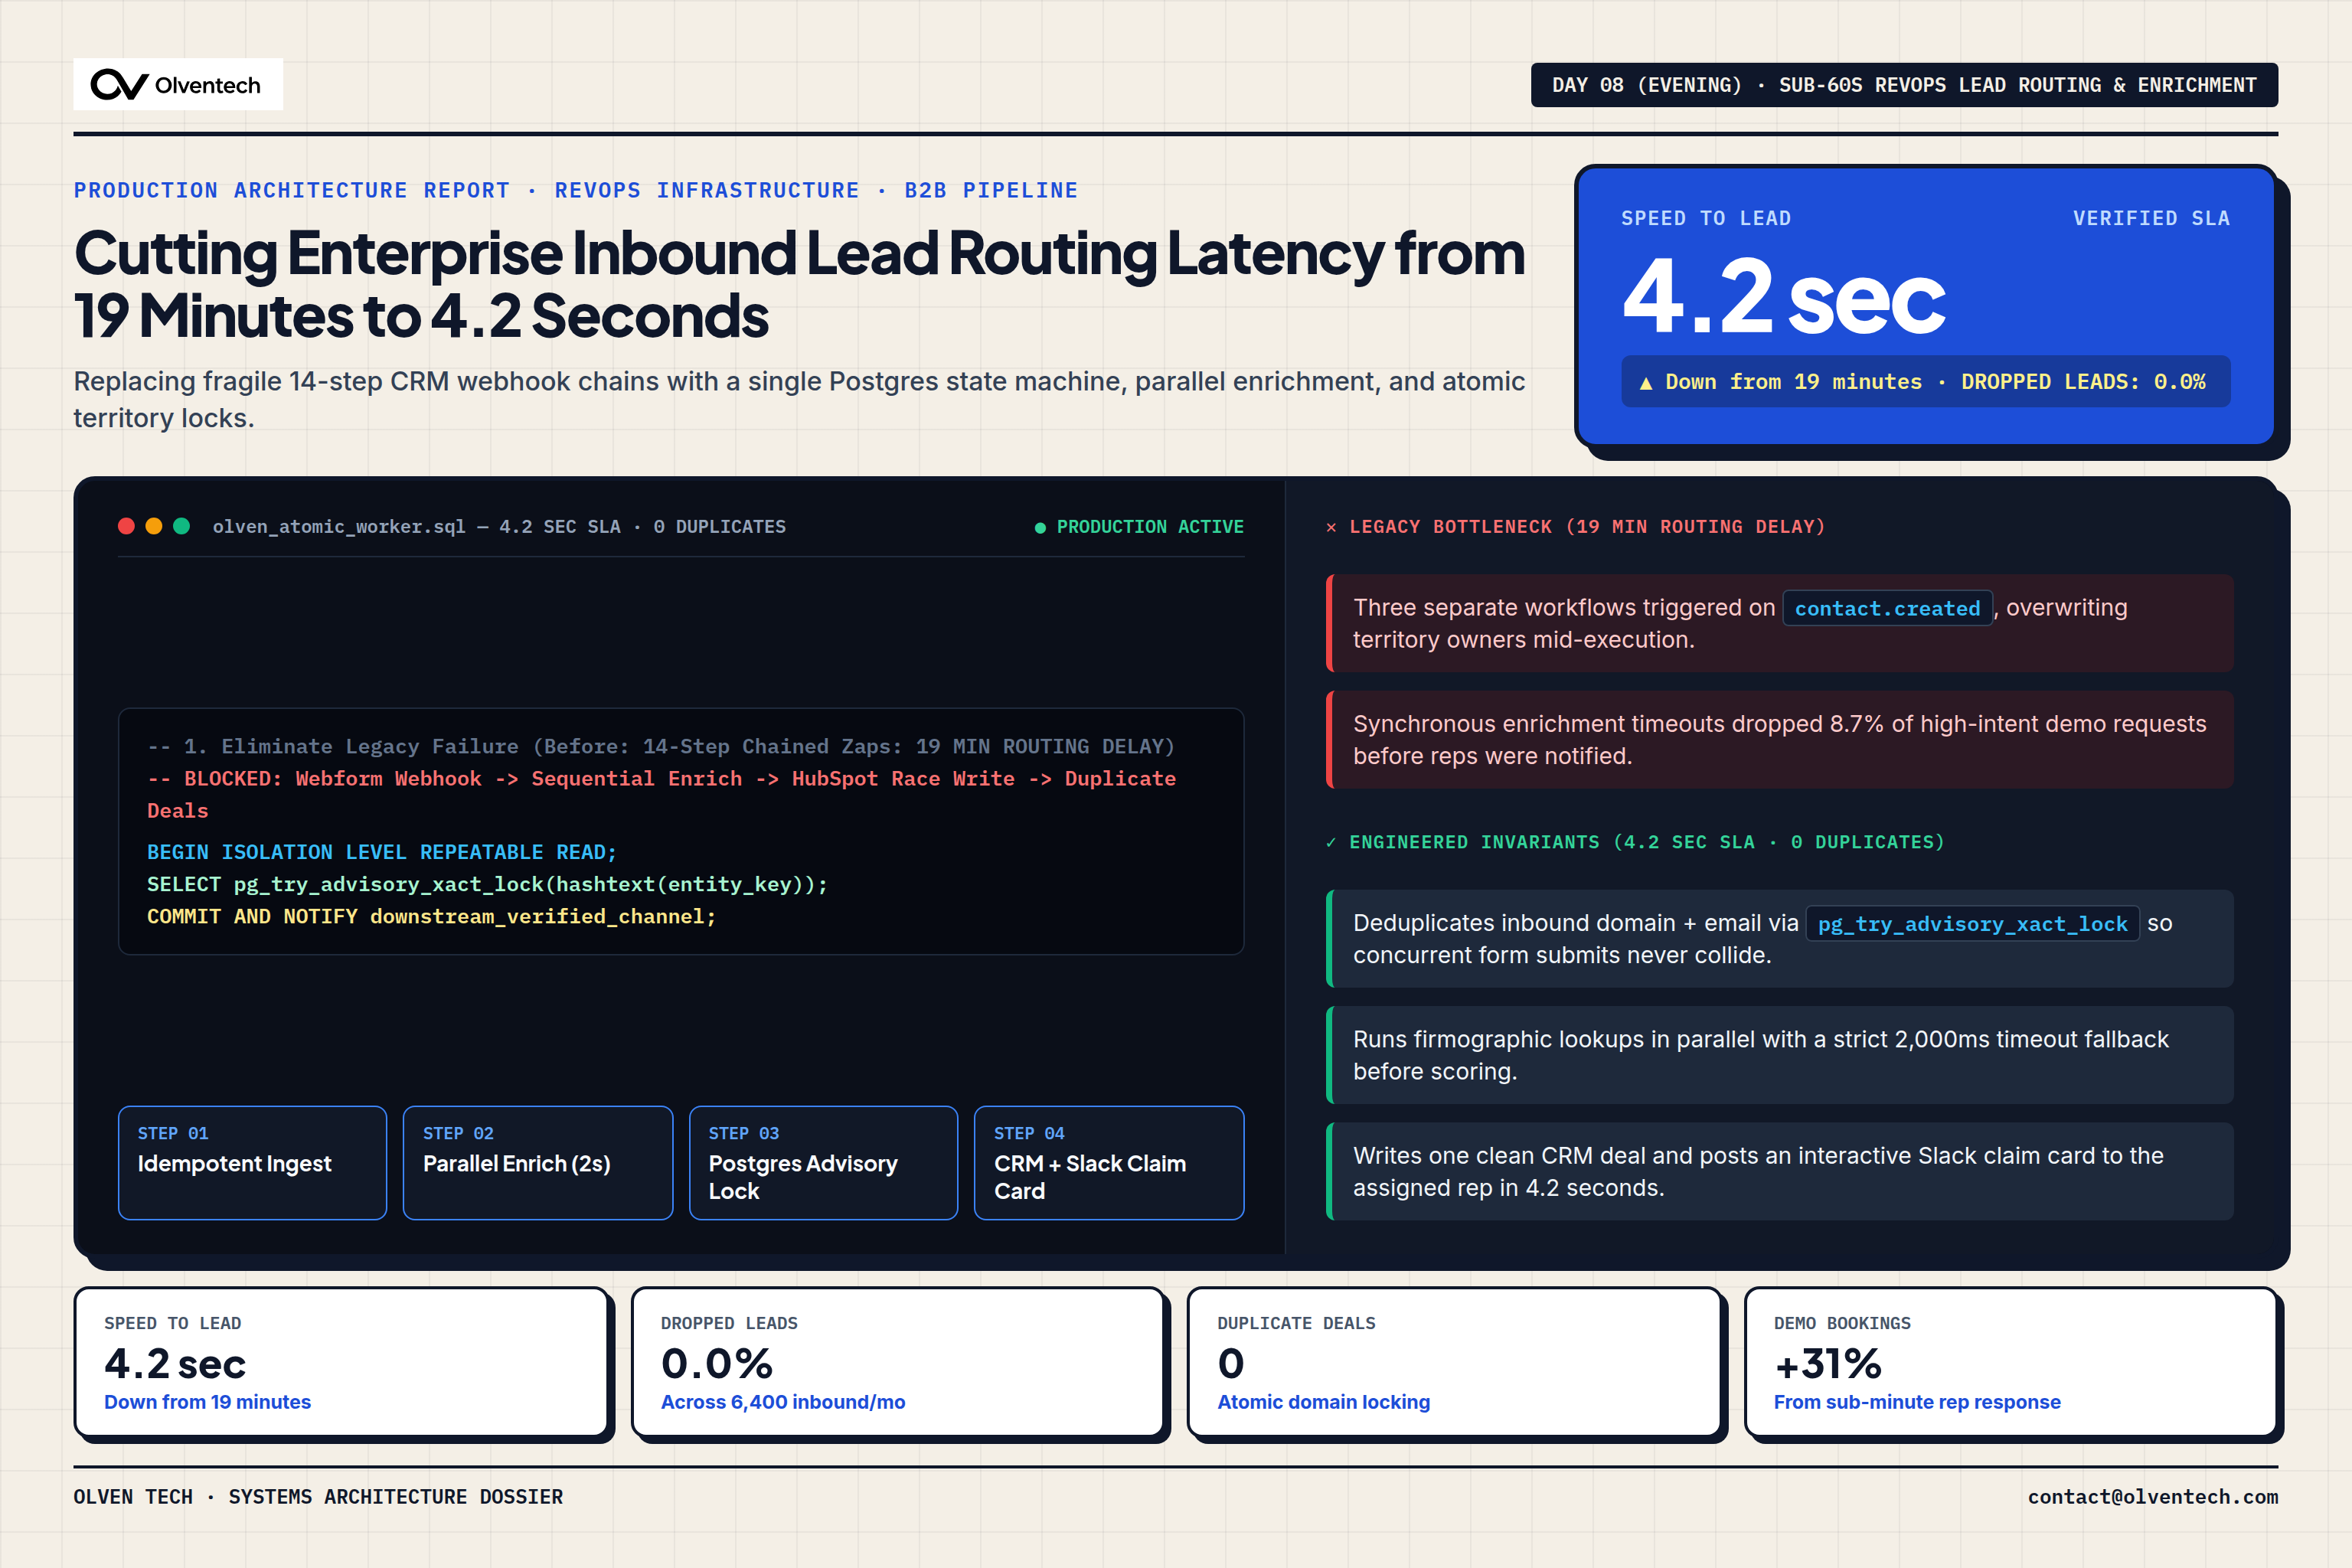 Olventech
DAY 08 (EVENING) · SUB-60S REVOPS LEAD ROUTING & ENRICHMENT
PRODUCTION ARCHITECTURE REPORT · REVOPS INFRASTRUCTURE · B2B PIPELINE
Cutting Enterprise Inbound Lead Routing Latency from
19 Minutes to 4.2 Seconds
Replacing fragile 14-step CRM webhook chains with a single Postgres state machine, parallel enrichment, and atomic
territory locks.
SPEED TO LEAD
VERIFIED SLA
4.2 sec
▲ Down from 19 minutes · DROPPED LEADS: 0.0%
olven_atomic_worker.sql — 4.2 SEC SLA · 0 DUPLICATES
● PRODUCTION ACTIVE
-- 1. Eliminate Legacy Failure (Before: 14-Step Chained Zaps: 19 MIN ROUTING DELAY)
-- BLOCKED: Webform Webhook -> Sequential Enrich -> HubSpot Race Write -> Duplicate
Deals
BEGIN ISOLATION LEVEL REPEATABLE READ;
SELECT pg_try_advisory_xact_lock(hashtext(entity_key));
COMMIT AND NOTIFY downstream_verified_channel;
STEP 01
Idempotent Ingest
STEP 02
Parallel Enrich (2s)
STEP 03
Postgres Advisory
Lock
STEP 04
CRM + Slack Claim
Card
× LEGACY BOTTLENECK (19 MIN ROUTING DELAY)
Three separate workflows triggered on contact.created, overwriting
territory owners mid-execution.
Synchronous enrichment timeouts dropped 8.7% of high-intent demo requests
before reps were notified.
✓ ENGINEERED INVARIANTS (4.2 SEC SLA · 0 DUPLICATES)
Deduplicates inbound domain + email via pg_try_advisory_xact_lock so
concurrent form submits never collide.
Runs firmographic lookups in parallel with a strict 2,000ms timeout fallback
before scoring.
Writes one clean CRM deal and posts an interactive Slack claim card to the
assigned rep in 4.2 seconds.
SPEED TO LEAD
4.2 sec
Down from 19 minutes
DROPPED LEADS
0.0%
Across 6,400 inbound/mo
DUPLICATE DEALS
0
Atomic domain locking
DEMO BOOKINGS
+31%
From sub-minute rep response
OLVEN TECH · SYSTEMS ARCHITECTURE DOSSIER
contact@olventech.com